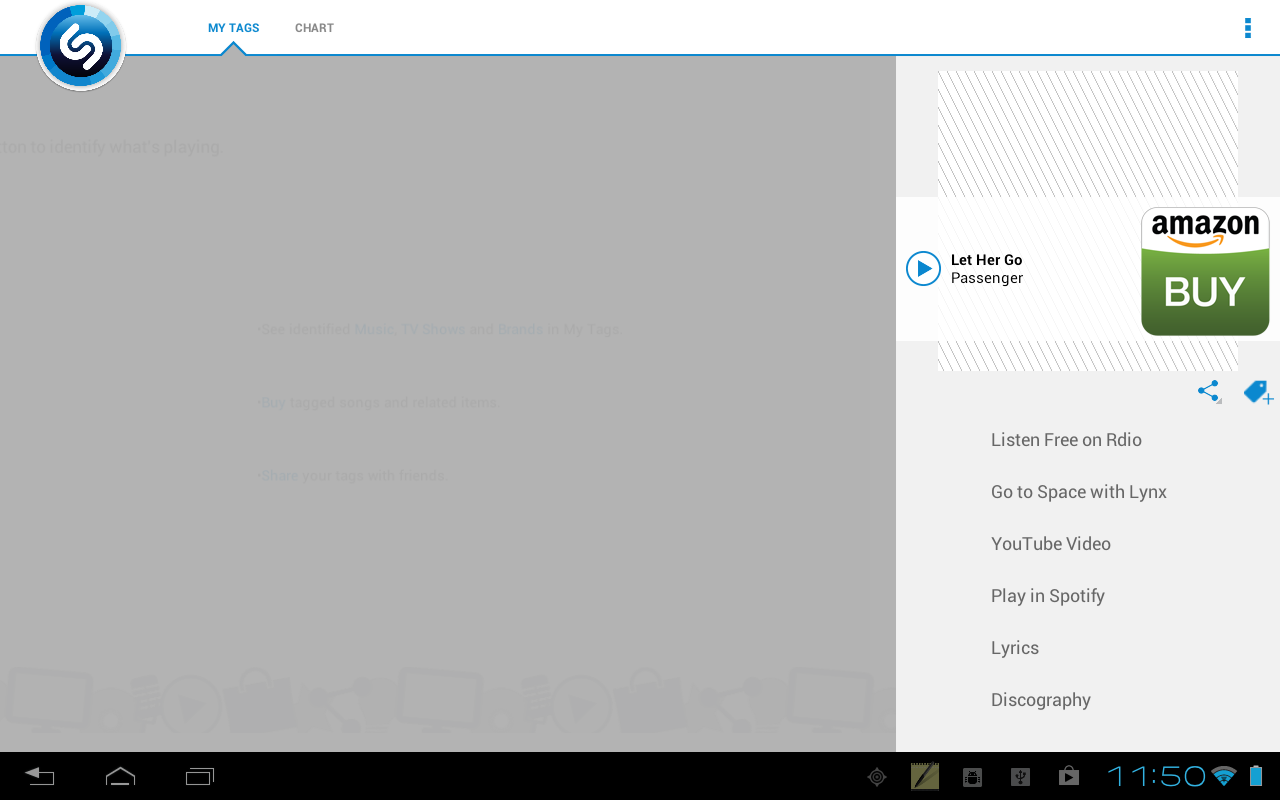 MY TAGS
CHART
ton to identify what's playing.
•See identified Music, TV Shows and Brands in My Tags.
•Buy tagged songs and related items
•Share your tags with friends
Let Her Go
Passenger
amazon
BUY
Listen Free on Rdio
Go to Space with Lynx
YouTube Video
Play in Spotify
Lyrics
Discography
11:50